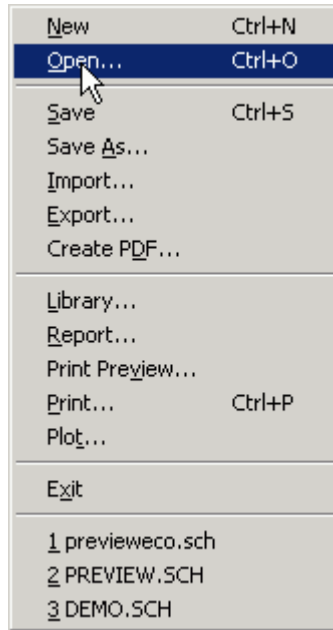 New Ctrl+N
Open... Ctrl+O
Save Ctrl+S
Save As...
Import...
Export...
Create PDF...
Library...
Report...
Print Preview...
Print... Ctrl+P
Plot...
Exit
1 previeweco.sch
2 PREVIEW.SCH
3 DEMO.SCH